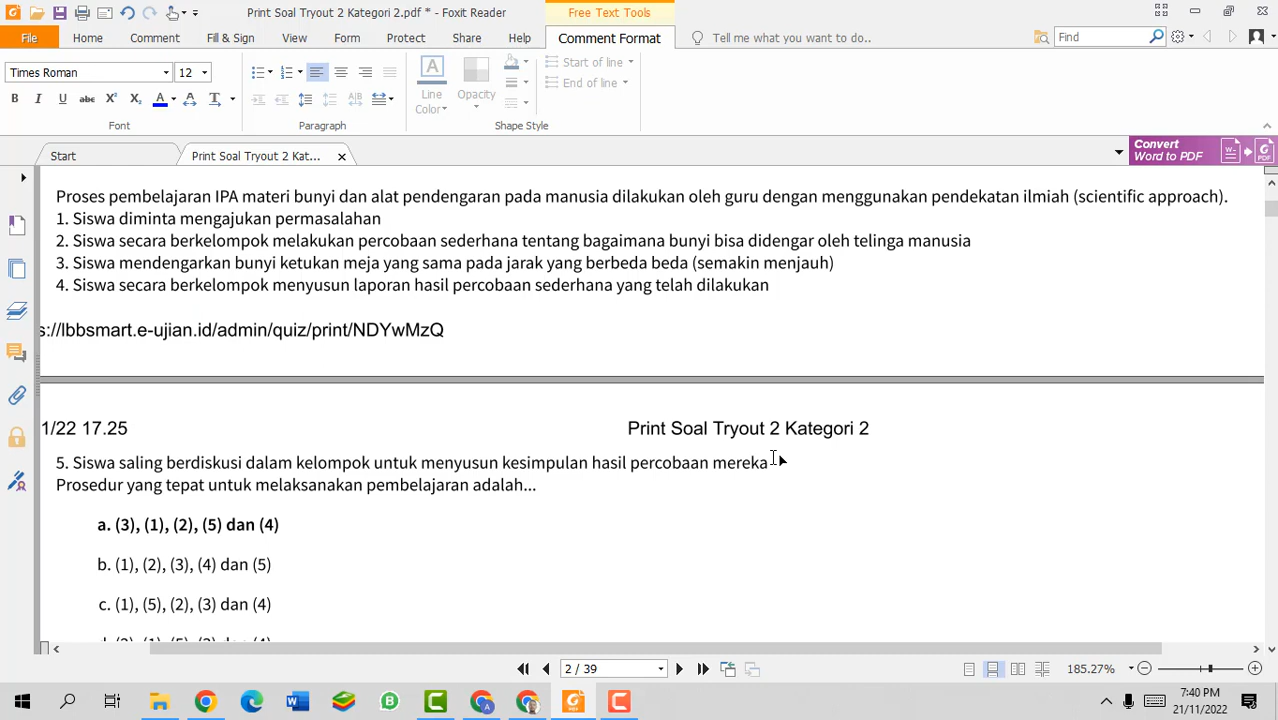 Print Soal Tryout 2 Kategori 2.pdf * - Foxit Reader
Free Text Tools
File
Home
Comment
Fill & Sign
View
Form
Protect
Share
Help
Comment Format
Tell me what you want to do...
Find
Times Roman
12
Line Color
Opacity
Start of line
End of line
Font
Paragraph
Shape Style
Start
Print Soal Tryout 2 Kat...
Convert
Word to PDF
Proses pembelajaran IPA materi bunyi dan alat pendengaran pada manusia dilakukan oleh guru dengan menggunakan pendekatan ilmiah (scientific approach).
1. Siswa diminta mengajukan permasalahan
2. Siswa secara berkelompok melakukan percobaan sederhana tentang bagaimana bunyi bisa didengar oleh telinga manusia
3. Siswa mendengarkan bunyi ketukan meja yang sama pada jarak yang berbeda beda (semakin menjauh)
4. Siswa secara berkelompok menyusun laporan hasil percobaan sederhana yang telah dilakukan
s://lbbsmart.e-ujian.id/admin/quiz/print/NDYwMzQ
1/22 17.25
Print Soal Tryout 2 Kategori 2
5. Siswa saling berdiskusi dalam kelompok untuk menyusun kesimpulan hasil percobaan mereka
Prosedur yang tepat untuk melaksanakan pembelajaran adalah...
a. (3), (1), (2), (5) dan (4)
b. (1), (2), (3), (4) dan (5)
c. (1), (5), (2), (3) dan (4)
2 / 39
185.27%
7:40 PM
21/11/2022